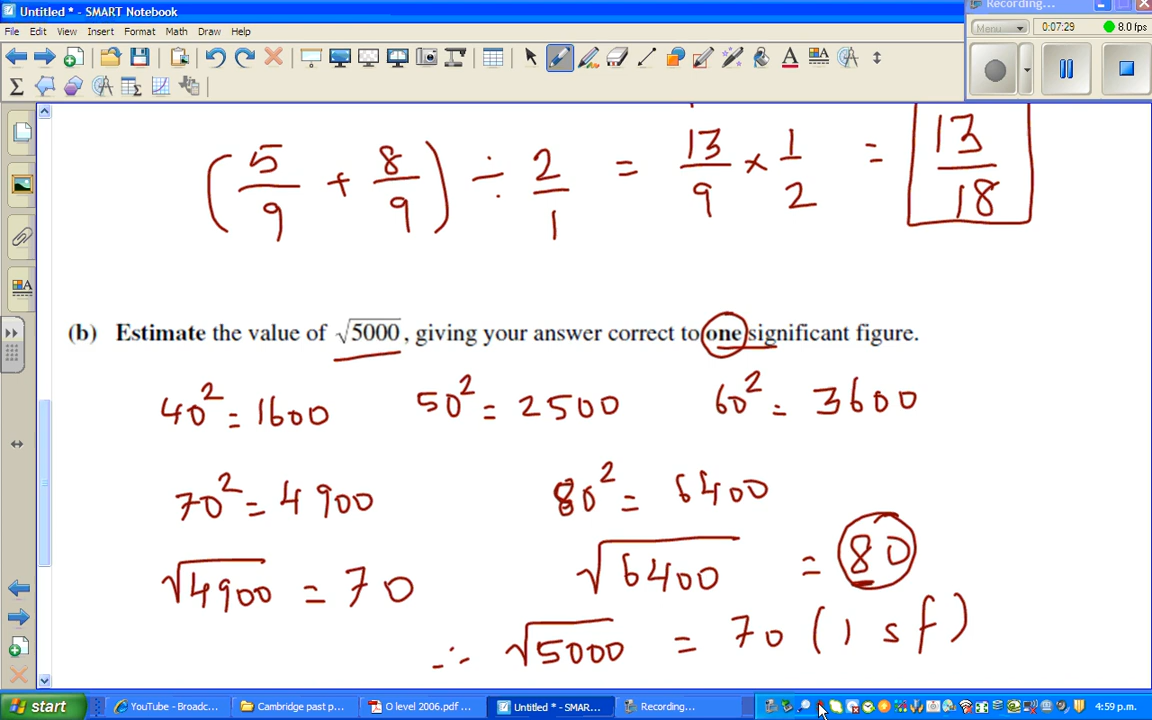 Untitled * - SMART Notebook
Recording...
File Edit View Insert Format Math Draw Help
Menu 0:07:29 8.0 fps
(5/9 + 8/9) ÷ 2/1 = 13/9 × 1/2 = 13/18
(b) Estimate the value of √5000, giving your answer correct to one significant figure.
40² = 1600 50² = 2500 60² = 3600
70² = 4900 80² = 6400
√4900 = 70 √6400 = 80
∴ √5000 = 70 (1 sf)
start YouTube - Broadc... Cambridge past p... O level 2006.pdf ... Untitled * - SMAR... Recording... 4:59 p.m.